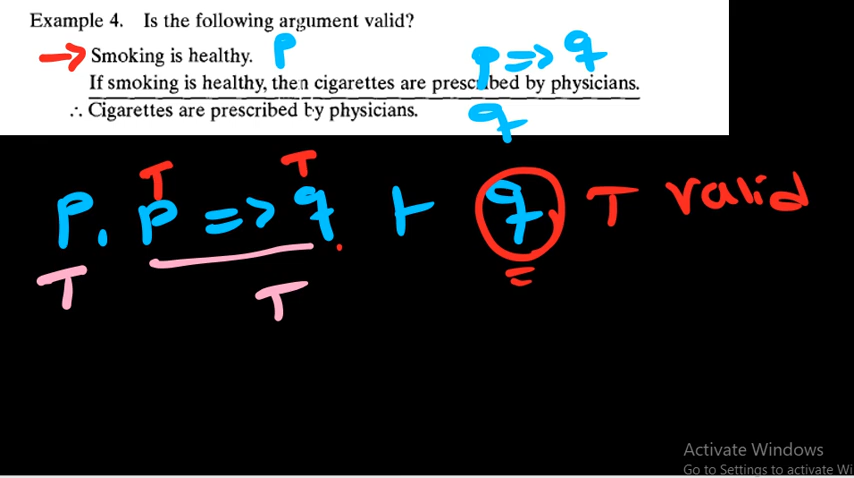 Example 4. Is the following argument valid?
Smoking is healthy. p
If smoking is healthy, then cigarettes are prescribed by physicians. p => q
∴ Cigarettes are prescribed by physicians. q
T T
p, p => q ⊢ q T valid
T T
Activate Windows
Go to Settings to activate Wi